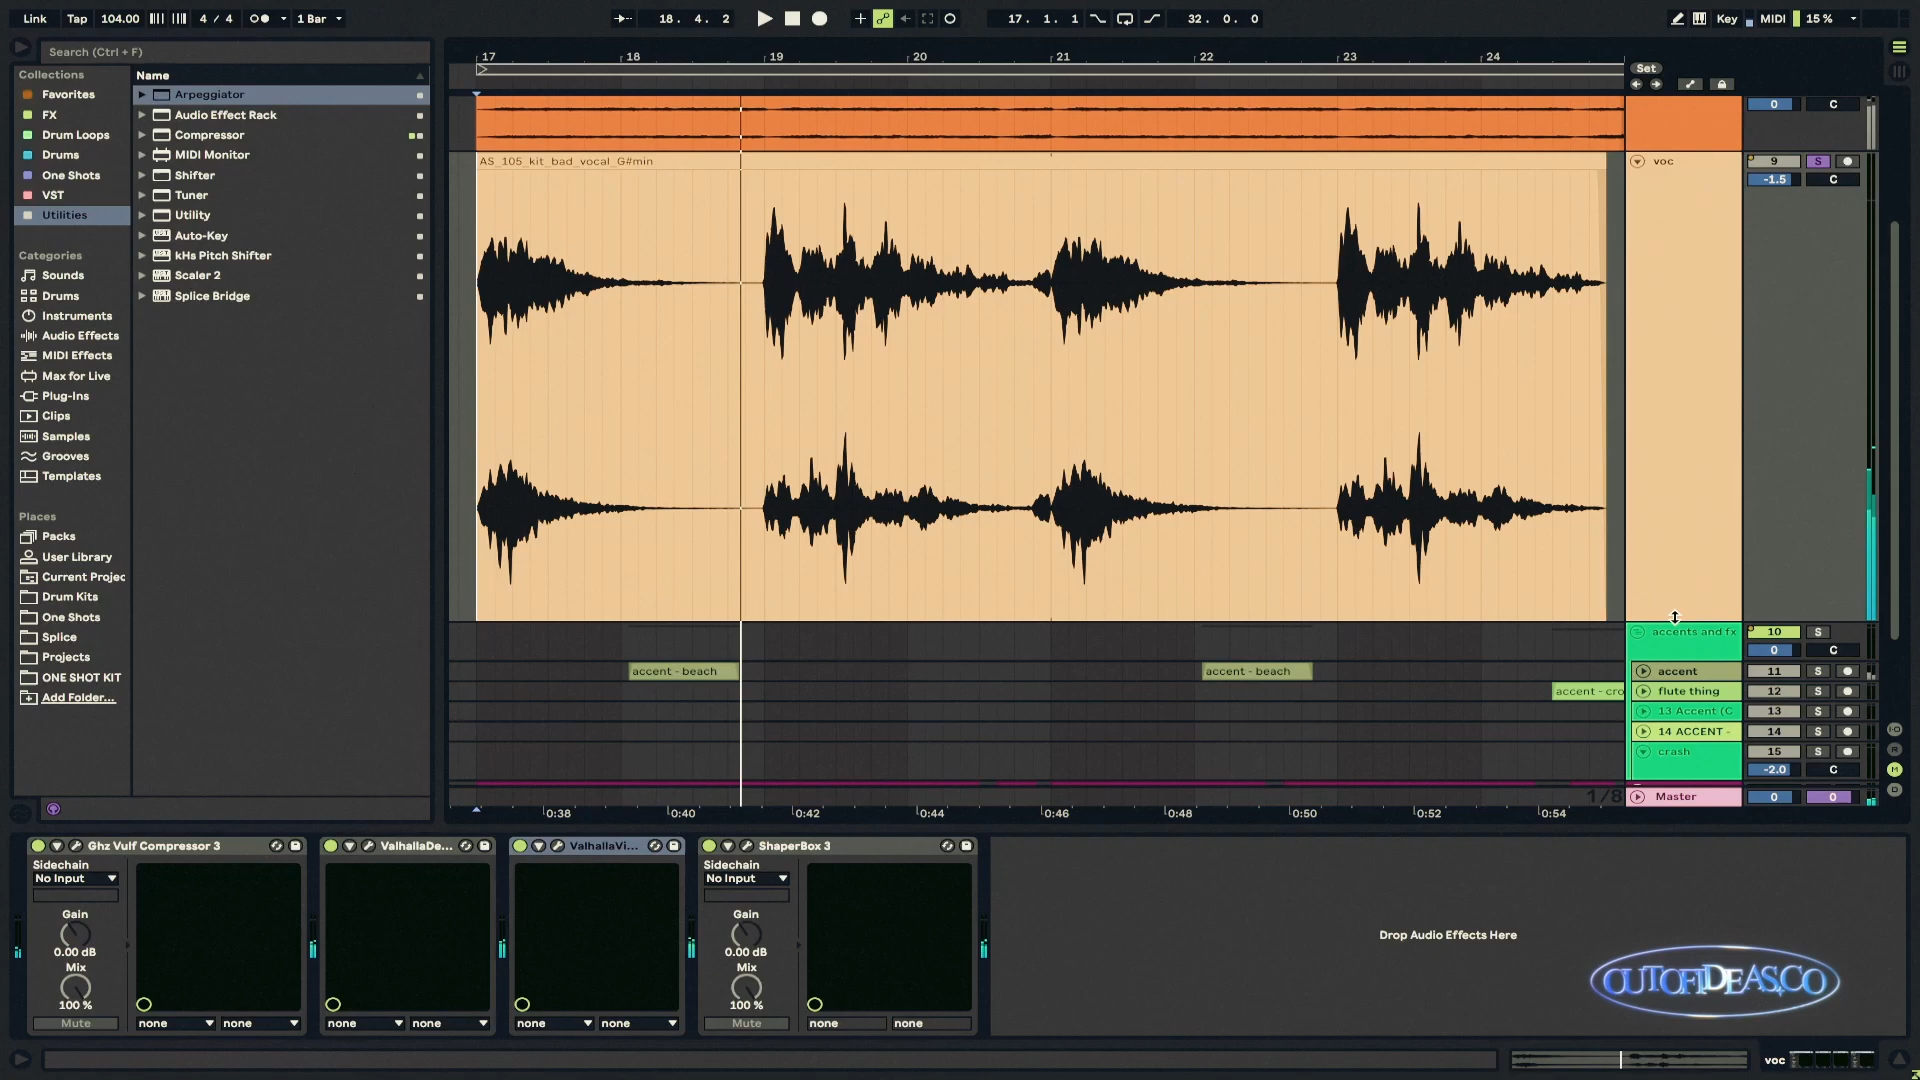 Link Tap 104.00 4 / 4 1 Bar 18. 4. 2 17. 1. 1 32. 0. 0 Key MIDI 15 %
Search (Ctrl + F)
Collections
Favorites
FX
Drum Loops
Drums
One Shots
VST
Utilities
Categories
Sounds
Drums
Instruments
Audio Effects
MIDI Effects
Max for Live
Plug-Ins
Clips
Samples
Grooves
Templates
Places
Packs
User Library
Current Projec
Drum Kits
One Shots
Splice
Projects
ONE SHOT KIT
Add Folder...
Name
Arpeggiator
Audio Effect Rack
Compressor
MIDI Monitor
Shifter
Tuner
Utility
Auto-Key
kHs Pitch Shifter
Scaler 2
Splice Bridge
17 18 19 20 21 22 23 24
Set
0 C
AS_105_kit_bad_vocal_G#min
voc 9 S
-1.5 C
accents and fx 10 S
0 C
accent - beach accent - beach
accent 11 S
accent - cro
flute thing 12 S
13 Accent (C 13 S
14 ACCENT - 14 S
crash 15 S
-2.0 C
1/8
Master 0 0
0:38 0:40 0:42 0:44 0:46 0:48 0:50 0:52 0:54
Ghz Vulf Compressor 3
Sidechain
No Input
Gain
0.00 dB
Mix
100 %
Mute
none none
ValhallaDe...
none none
ValhallaVi...
none none
ShaperBox 3
Sidechain
No Input
Gain
0.00 dB
Mix
100 %
Mute
none none
Drop Audio Effects Here
OUTOFIDEAS.CO
voc